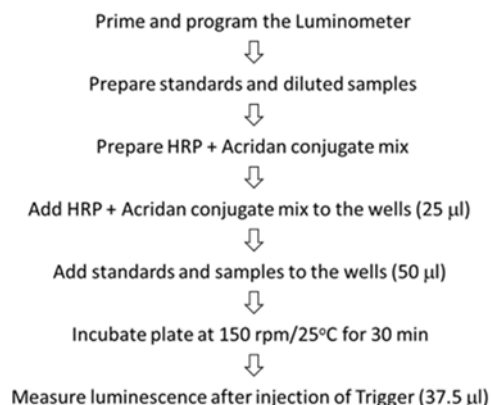 Prime and program the Luminometer
Prepare standards and diluted samples
Prepare HRP + Acridan conjugate mix
Add HRP + Acridan conjugate mix to the wells (25 µl)
Add standards and samples to the wells (50 µl)
Incubate plate at 150 rpm/25°C for 30 min
Measure luminescence after injection of Trigger (37.5 µl)